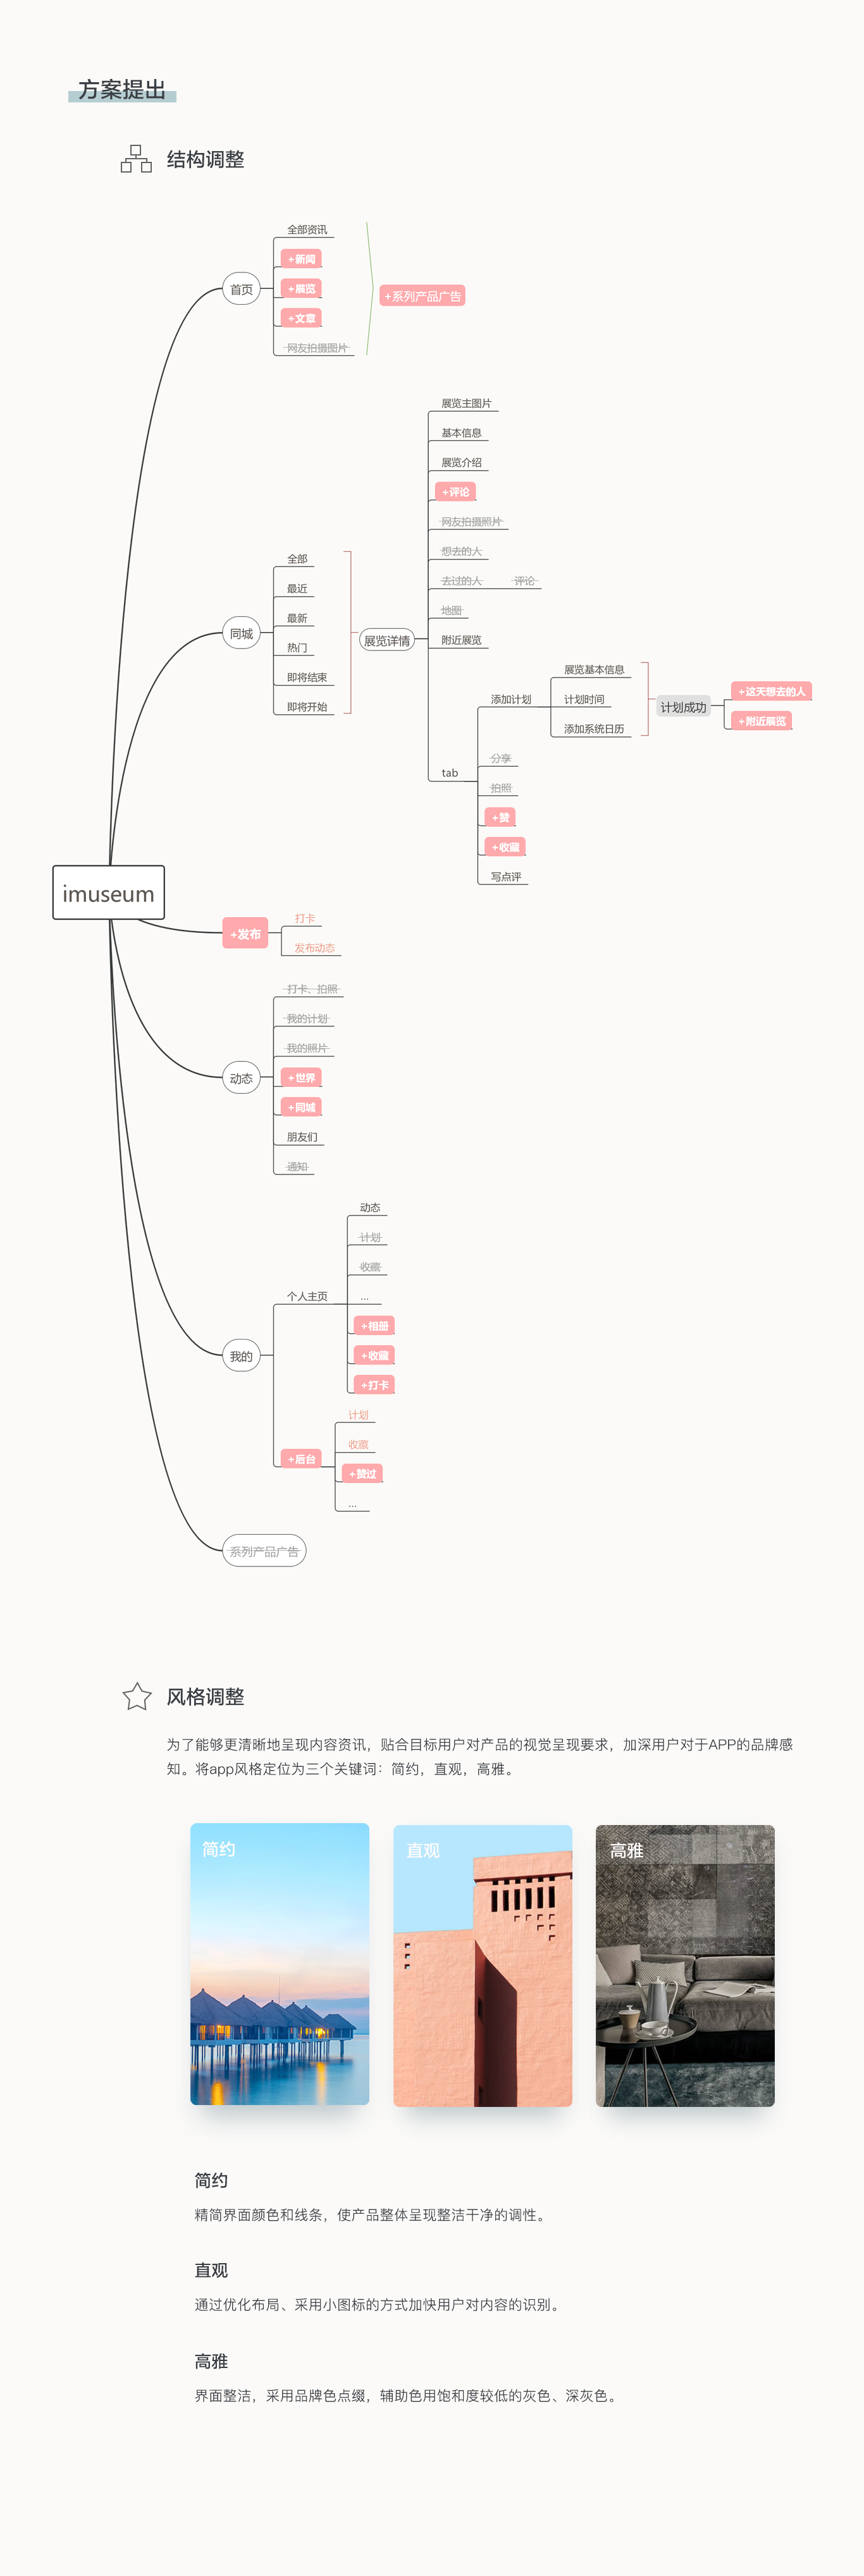 方案提出
结构调整
全部资讯
+新闻
+展览
+文章
网友拍摄图片
首页
+系列产品广告
展览主图片
基本信息
展览介绍
+评论
网友拍摄照片
想去的人
去过的人 评论
地图
附近展览
全部
最近
最新
热门
即将结束
即将开始
同城
展览详情
添加计划
展览基本信息
计划时间
添加系统日历
计划成功
+这天想去的人
+附近展览
tab
分享
拍照
+赞
+收藏
写点评
imuseum
+发布
打卡
发布动态
打卡、拍照
我的计划
我的照片
+世界
+同城
朋友们
通知
动态
动态
计划
收藏
...
+相册
+收藏
+打卡
个人主页
我的
+后台
计划
收藏
+赞过
...
系列产品广告
风格调整
为了能够更清晰地呈现内容资讯，贴合目标用户对产品的视觉呈现要求，加深用户对于APP的品牌感
知。将app风格定位为三个关键词：简约，直观，高雅。
简约
直观
高雅
简约
精简界面颜色和线条，使产品整体呈现整洁干净的调性。
直观
通过优化布局、采用小图标的方式加快用户对内容的识别。
高雅
界面整洁，采用品牌色点缀，辅助色用饱和度较低的灰色、深灰色。